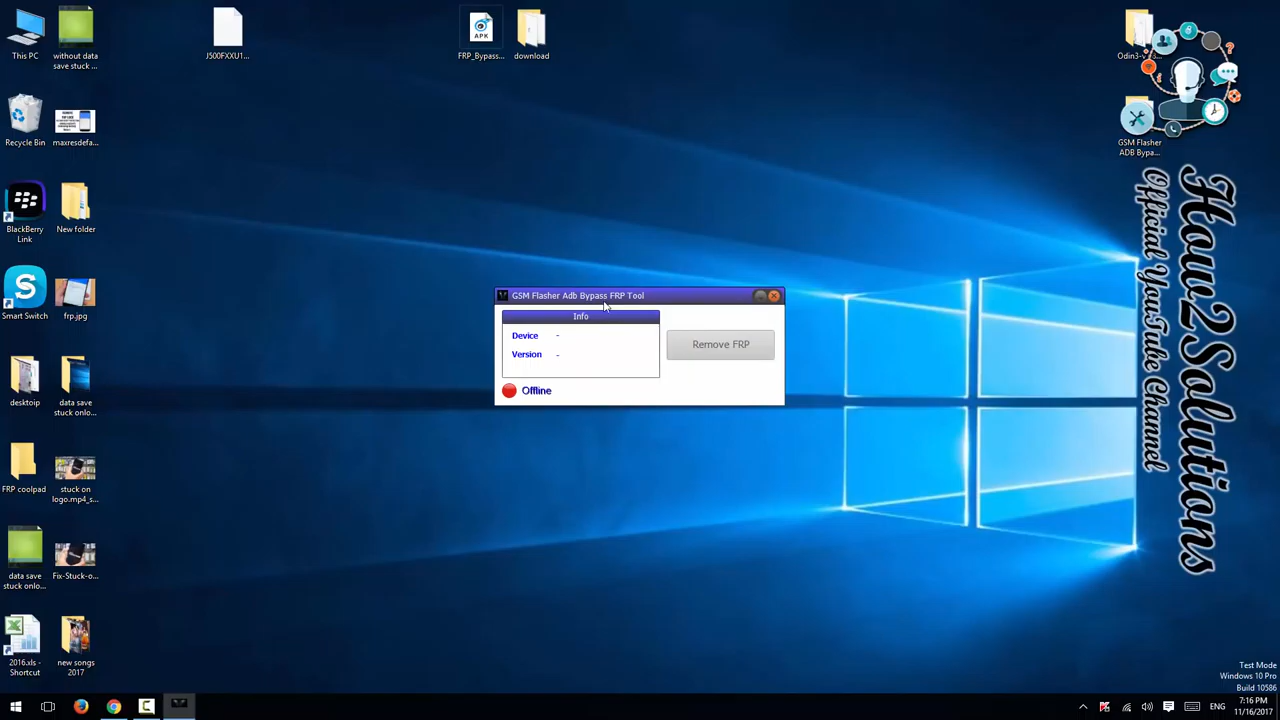 This PC
without data
save stuck ...
J500FXXU1...
FRP_Bypass...
download
Recycle Bin
maxresdefa...
GSM Flasher
ADB Bypa...
BlackBerry
Link
New folder
Smart Switch
frp.jpg
GSM Flasher Adb Bypass FRP Tool
Info
Device -
Version -
Remove FRP
Offline
desktoip
data save
stuck onlo...
FRP coolpad
stuck on
logo.mp4_s...
data save
stuck onlo...
Fix-Stuck-o...
2016.xls -
Shortcut
new songs
2017
How2Solutions
Official YouTube Channel
Test Mode
Windows 10 Pro
Build 10586
ENG
7:16 PM
11/16/2017